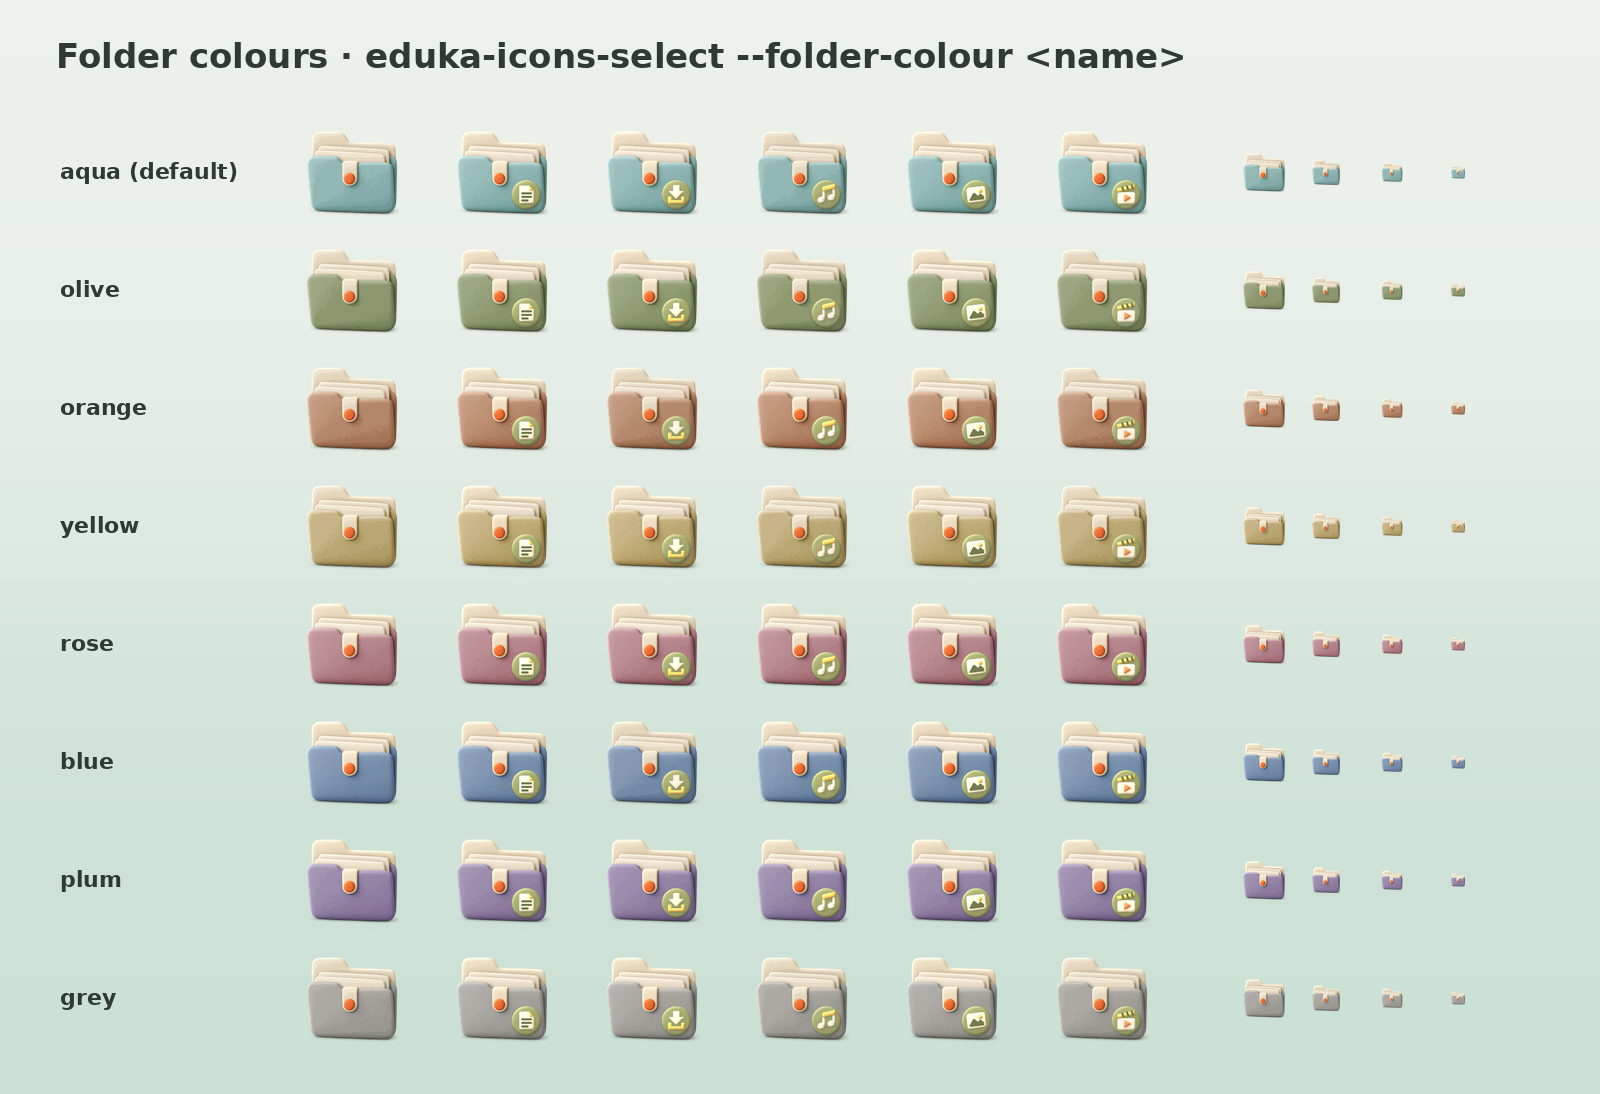 Folder colours · eduka-icons-select --folder-colour <name>
aqua (default)
olive
orange
yellow
rose
blue
plum
grey